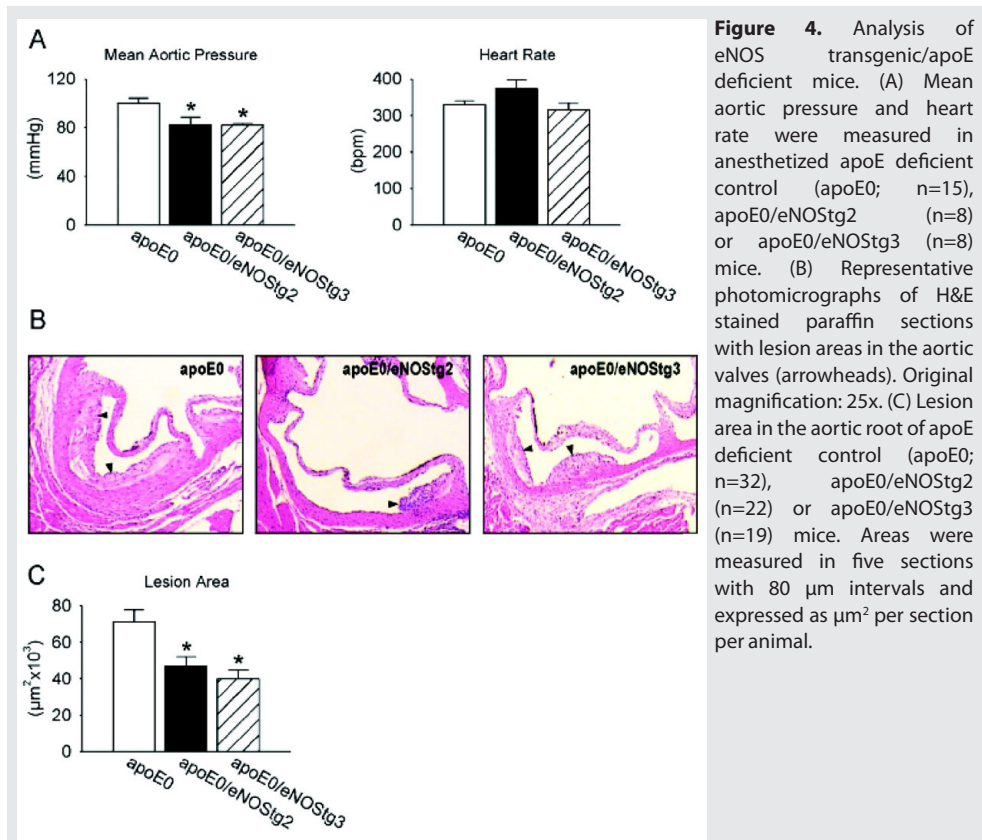 A
Mean Aortic Pressure
120
80
40
0
(mmHg)
*
*
apoE0
apoE0/eNOStg2
apoE0/eNOStg3
Heart Rate
400
300
200
100
0
(bpm)
apoE0
apoE0/eNOStg2
apoE0/eNOStg3
B
apoE0
apoE0/eNOStg2
apoE0/eNOStg3
C
Lesion Area
80
60
40
20
0
(µm²x10³)
*
*
apoE0
apoE0/eNOStg2
apoE0/eNOStg3
Figure 4. Analysis of
eNOS transgenic/apoE
deficient mice. (A) Mean
aortic pressure and heart
rate were measured in
anesthetized apoE deficient
control (apoE0; n=15),
apoE0/eNOStg2 (n=8)
or apoE0/eNOStg3 (n=8)
mice. (B) Representative
photomicrographs of H&E
stained paraffin sections
with lesion areas in the aortic
valves (arrowheads). Original
magnification: 25x. (C) Lesion
area in the aortic root of apoE
deficient control (apoE0;
n=32), apoE0/eNOStg2
(n=22) or apoE0/eNOStg3
(n=19) mice. Areas were
measured in five sections
with 80 µm intervals and
expressed as µm² per section
per animal.